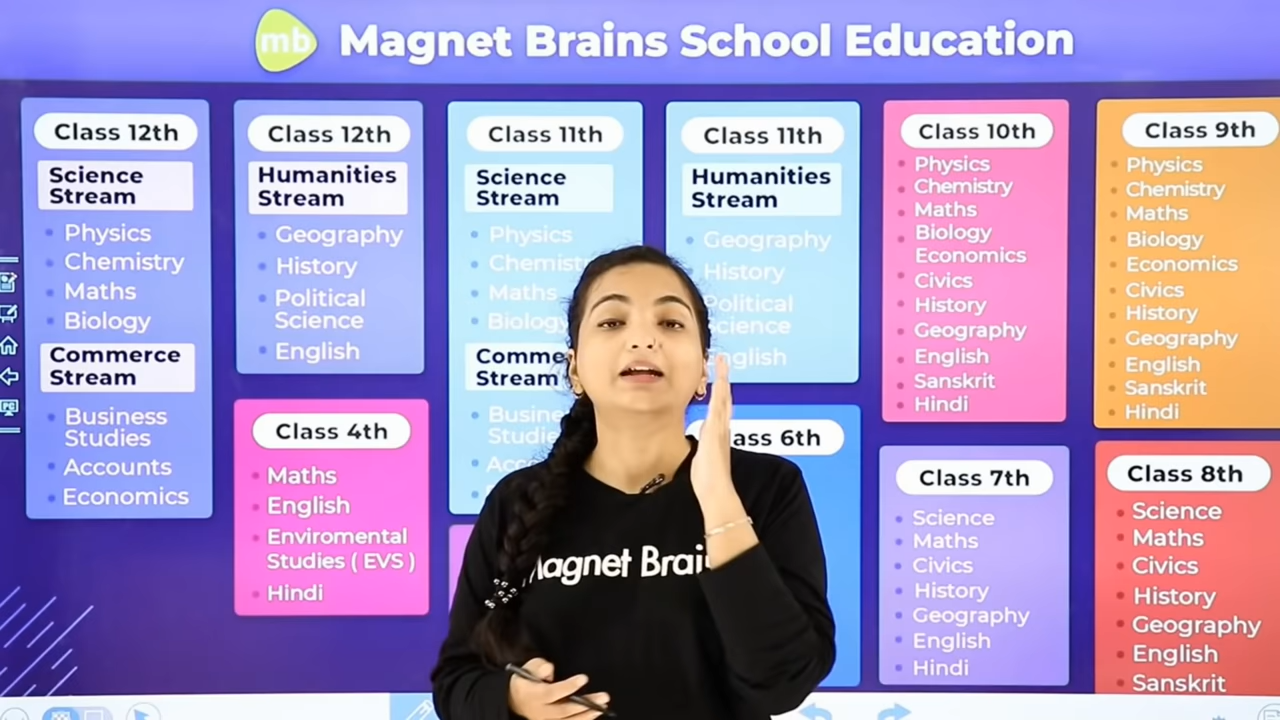 mb
Magnet Brains School Education
Class 12th
Science
Stream
Physics
Chemistry
Maths
Biology
Commerce
Stream
Business
Studies
Accounts
Economics
Class 12th
Humanities
Stream
Geography
History
Political
Science
English
Class 4th
Maths
English
Enviromental
Studies ( EVS )
Hindi
Class 11th
Science
Stream
Physics
Maths
Biology
Stream
Class 11th
Humanities
Stream
Geography
History
6th
Class 10th
Physics
Chemistry
Maths
Biology
Economics
Civics
History
Geography
English
Sanskrit
Hindi
Class 7th
Science
Maths
Civics
History
Geography
English
Hindi
Class 9th
Physics
Chemistry
Maths
Biology
Economics
Civics
History
Geography
English
Sanskrit
Hindi
Class 8th
Science
Maths
Civics
History
Geography
English
Sanskrit
PC